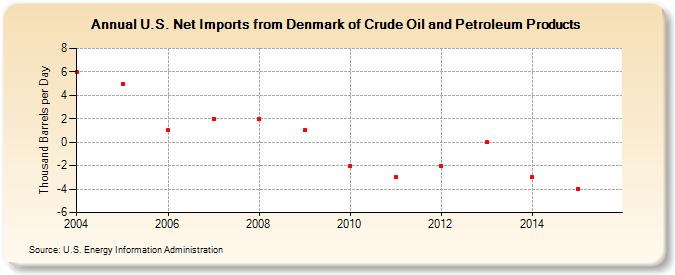 Annual U.S. Net Imports from Denmark of Crude Oil and Petroleum Products
Thousand Barrels per Day
8
6
4
2
0
-2
-4
-6
2004 2006 2008 2010 2012 2014
Source: U.S. Energy Information Administration